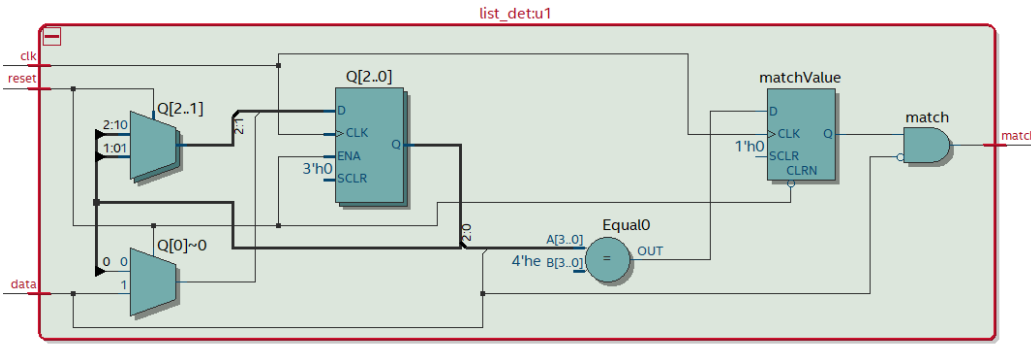 list_det:u1
clk
reset
Q[2..1]
2:1 0
1:0 1
2:1
Q[2..0]
D
CLK
ENA
3'h0
SCLR
Q
2:0
Q[0]~0
0
0
1
data
Equal0
A[3..0]
4'he
B[3..0]
=
OUT
matchValue
D
CLK
1'h0
SCLR
CLRN
Q
match